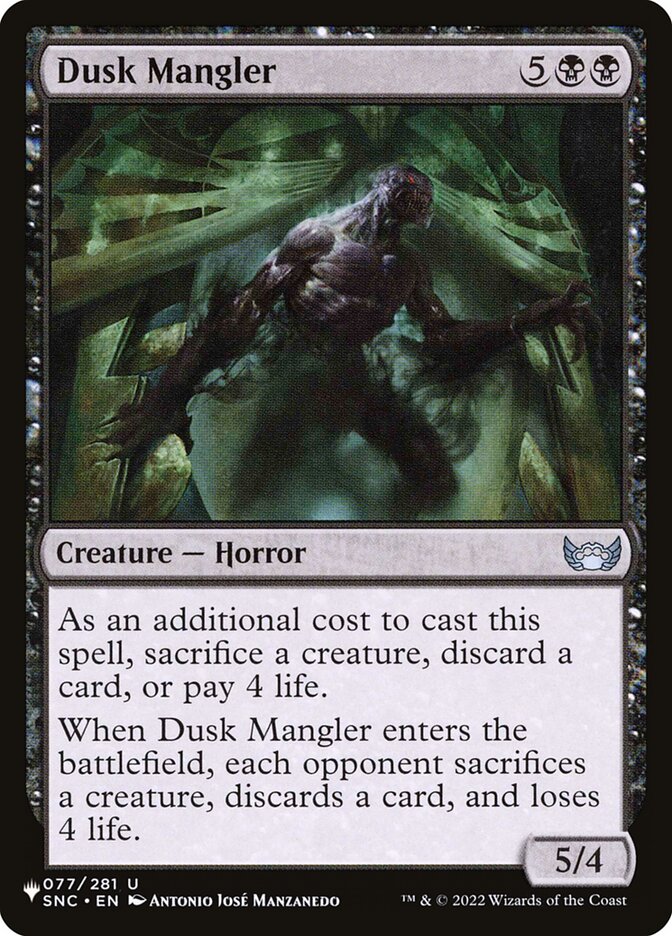 Dusk Mangler 5
Creature — Horror
As an additional cost to cast this
spell, sacrifice a creature, discard a
card, or pay 4 life.
When Dusk Mangler enters the
battlefield, each opponent sacrifices
a creature, discards a card, and loses
4 life.
5/4
077/281 U
SNC • EN Antonio José Manzanedo ™ & © 2022 Wizards of the Coast